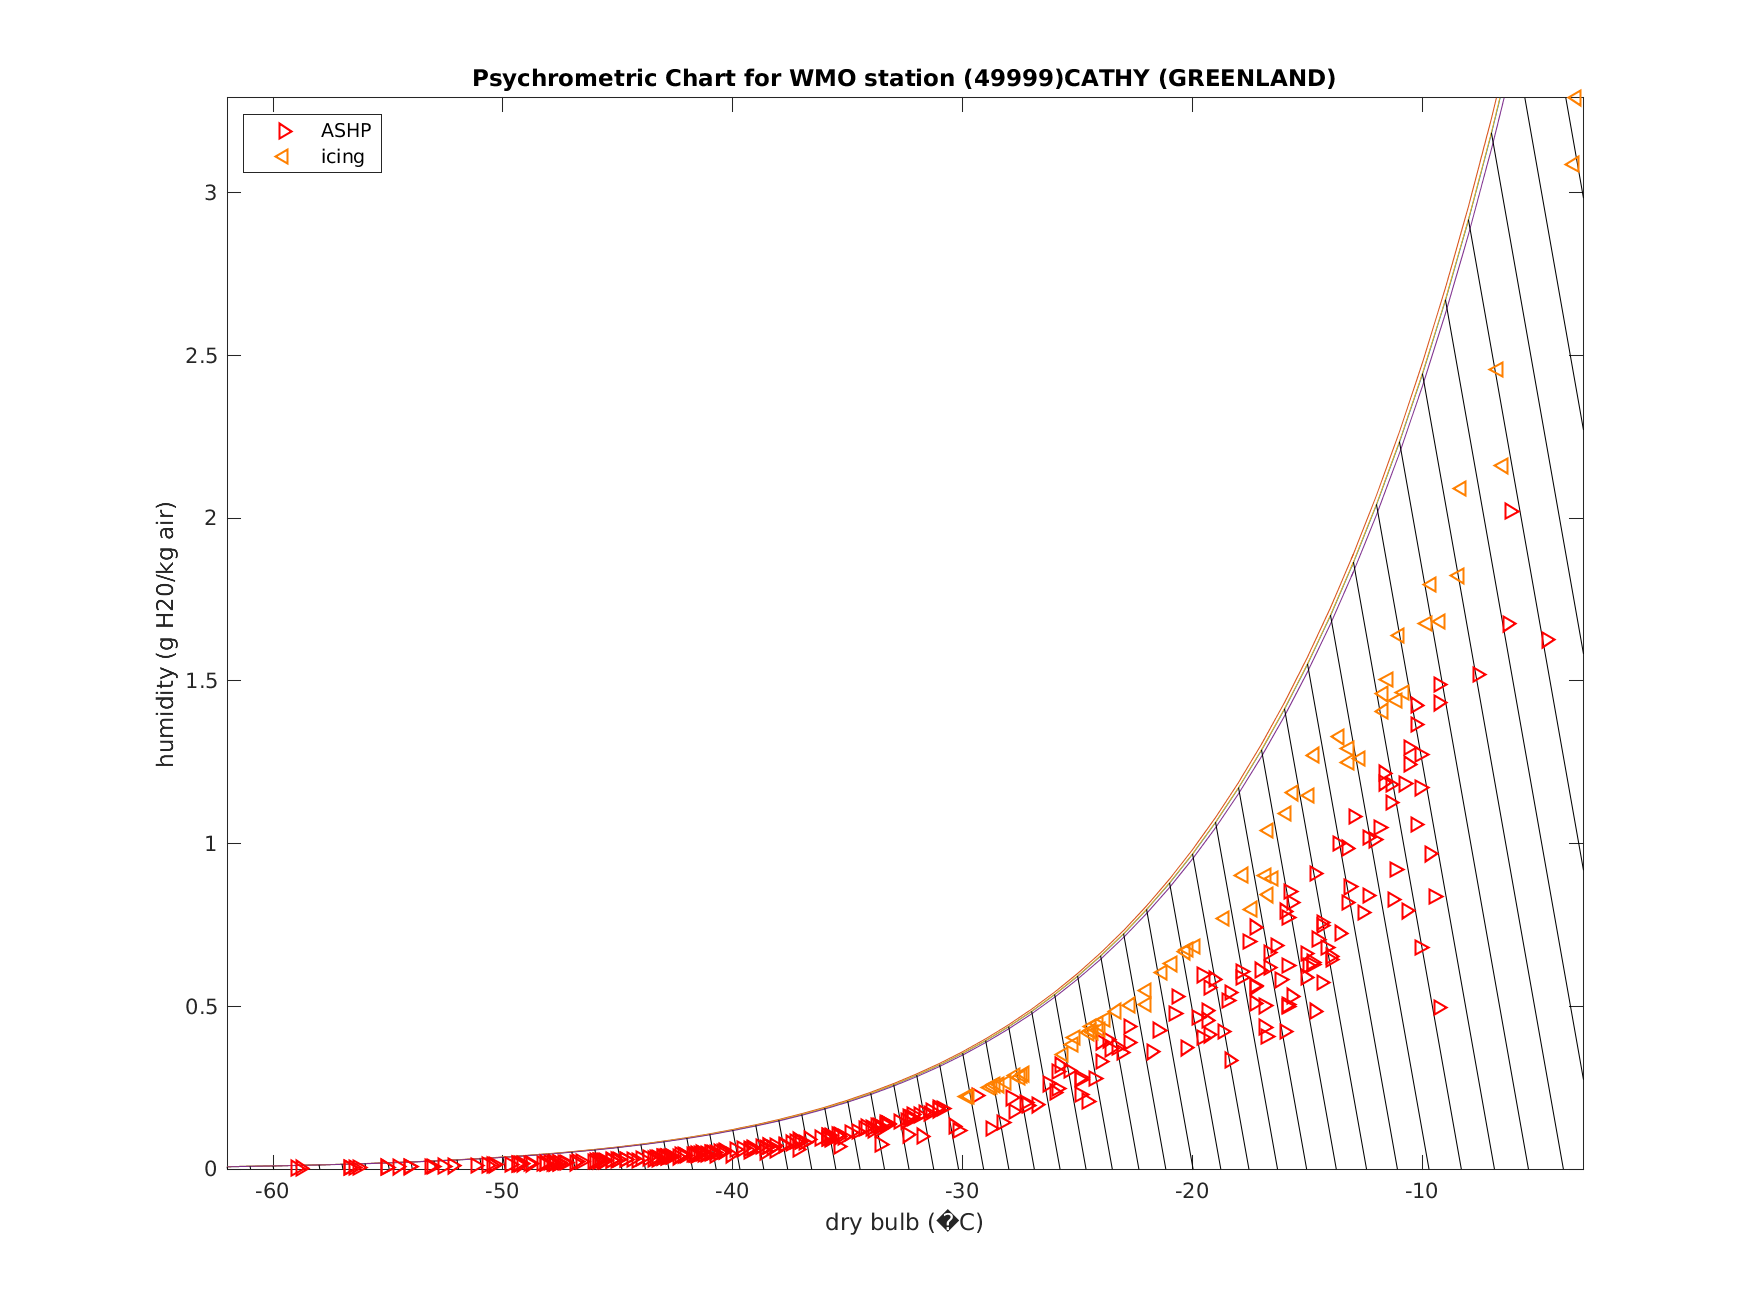 Psychrometric Chart for WMO station (49999)CATHY (GREENLAND)
ASHP
icing
3
2.5
2
1.5
1
0.5
0
humidity (g H20/kg air)
-60
-50
-40
-30
-20
-10
dry bulb (�C)